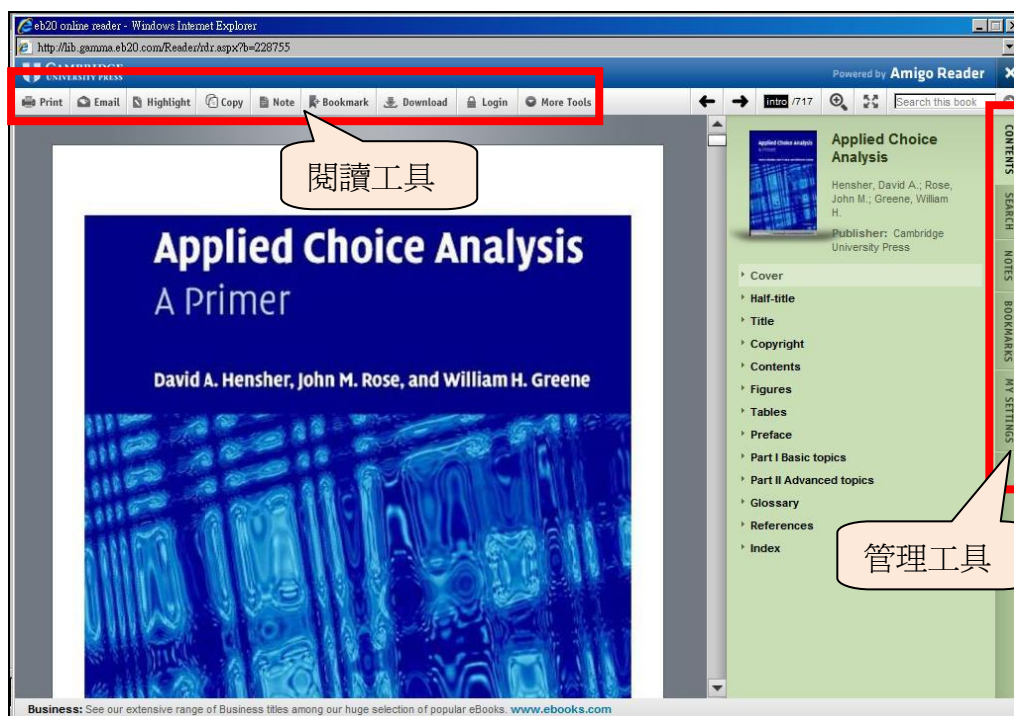 eb20 online reader - Windows Internet Explorer
http://lib.gamma.eb20.com/Reader/rdr.aspx?b=228755
CAMBRIDGE
UNIVERSITY PRESS
Powered by Amigo Reader
Print Email Highlight Copy Note Bookmark Download Login More Tools
intro /717 Search this book
閱讀工具
Applied Choice Analysis
A Primer
David A. Hensher, John M. Rose, and William H. Greene
Applied Choice Analysis
Applied Choice
Analysis
Hensher, David A.; Rose,
John M.; Greene, William
H.
Publisher: Cambridge
University Press
Cover
Half-title
Title
Copyright
Contents
Figures
Tables
Preface
Part I Basic topics
Part II Advanced topics
Glossary
References
Index
CONTENTS
SEARCH
NOTES
BOOKMARKS
MY SETTINGS
管理工具
Business: See our extensive range of Business titles among our huge selection of popular eBooks. www.ebooks.com